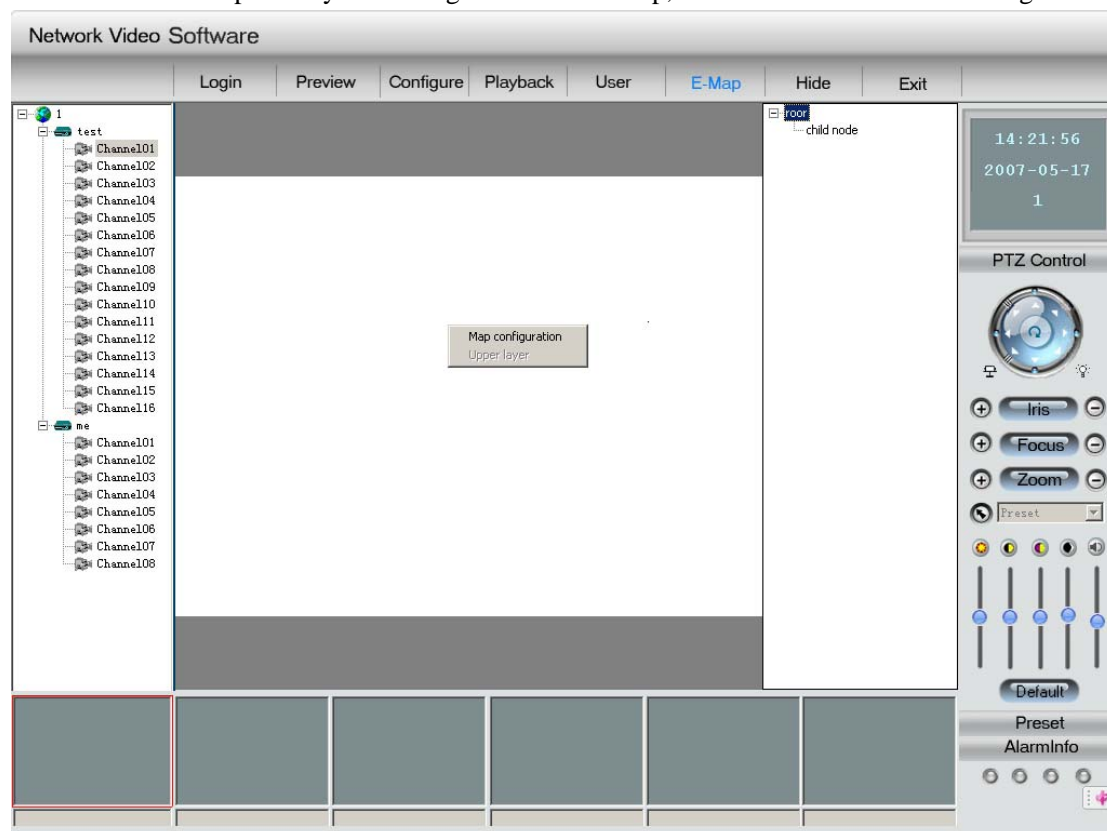 Network Video Software
Login Preview Configure Playback User E-Map Hide Exit
1
test
Channel01
Channel02
Channel03
Channel04
Channel05
Channel06
Channel07
Channel08
Channel09
Channel10
Channel11
Channel12
Channel13
Channel14
Channel15
Channel16
me
Channel01
Channel02
Channel03
Channel04
Channel05
Channel06
Channel07
Channel08
Map configuration
Upper layer
roor
child node
14:21:56
2007-05-17
1
PTZ Control
Iris
Focus
Zoom
Preset
Default
Preset
AlarmInfo